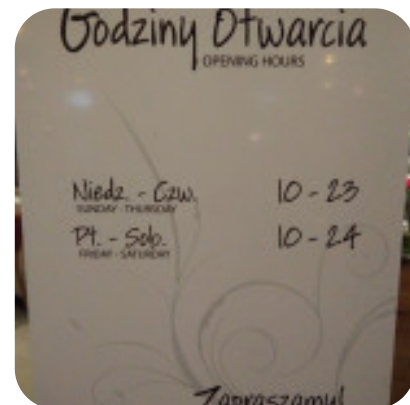 Godziny Otwarcia
OPENING HOURS
Niedz. - Czw. 10 - 23
SUNDAY - THURSDAY
Pt. - Sob. 10 - 24
FRIDAY - SATURDAY
Zapraszamy!